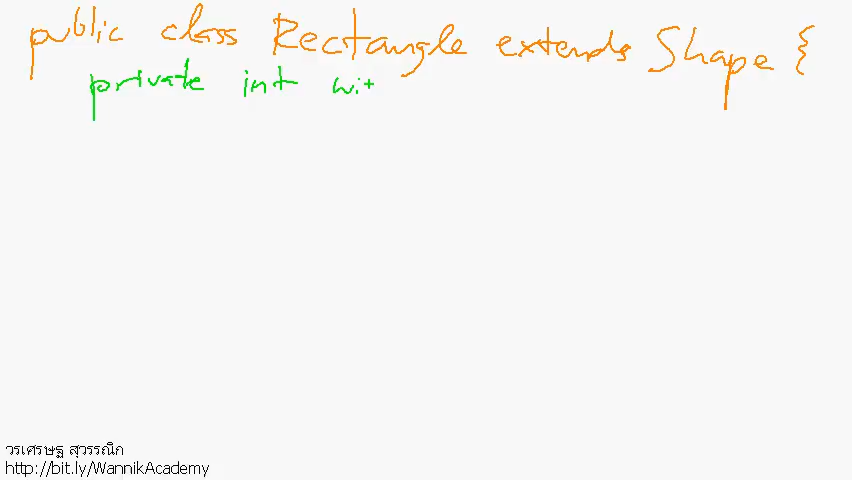 public class Rectangle extends Shape {
private int wit
วรเศรษฐ สุวรรณิก
http://bit.ly/WannikAcademy